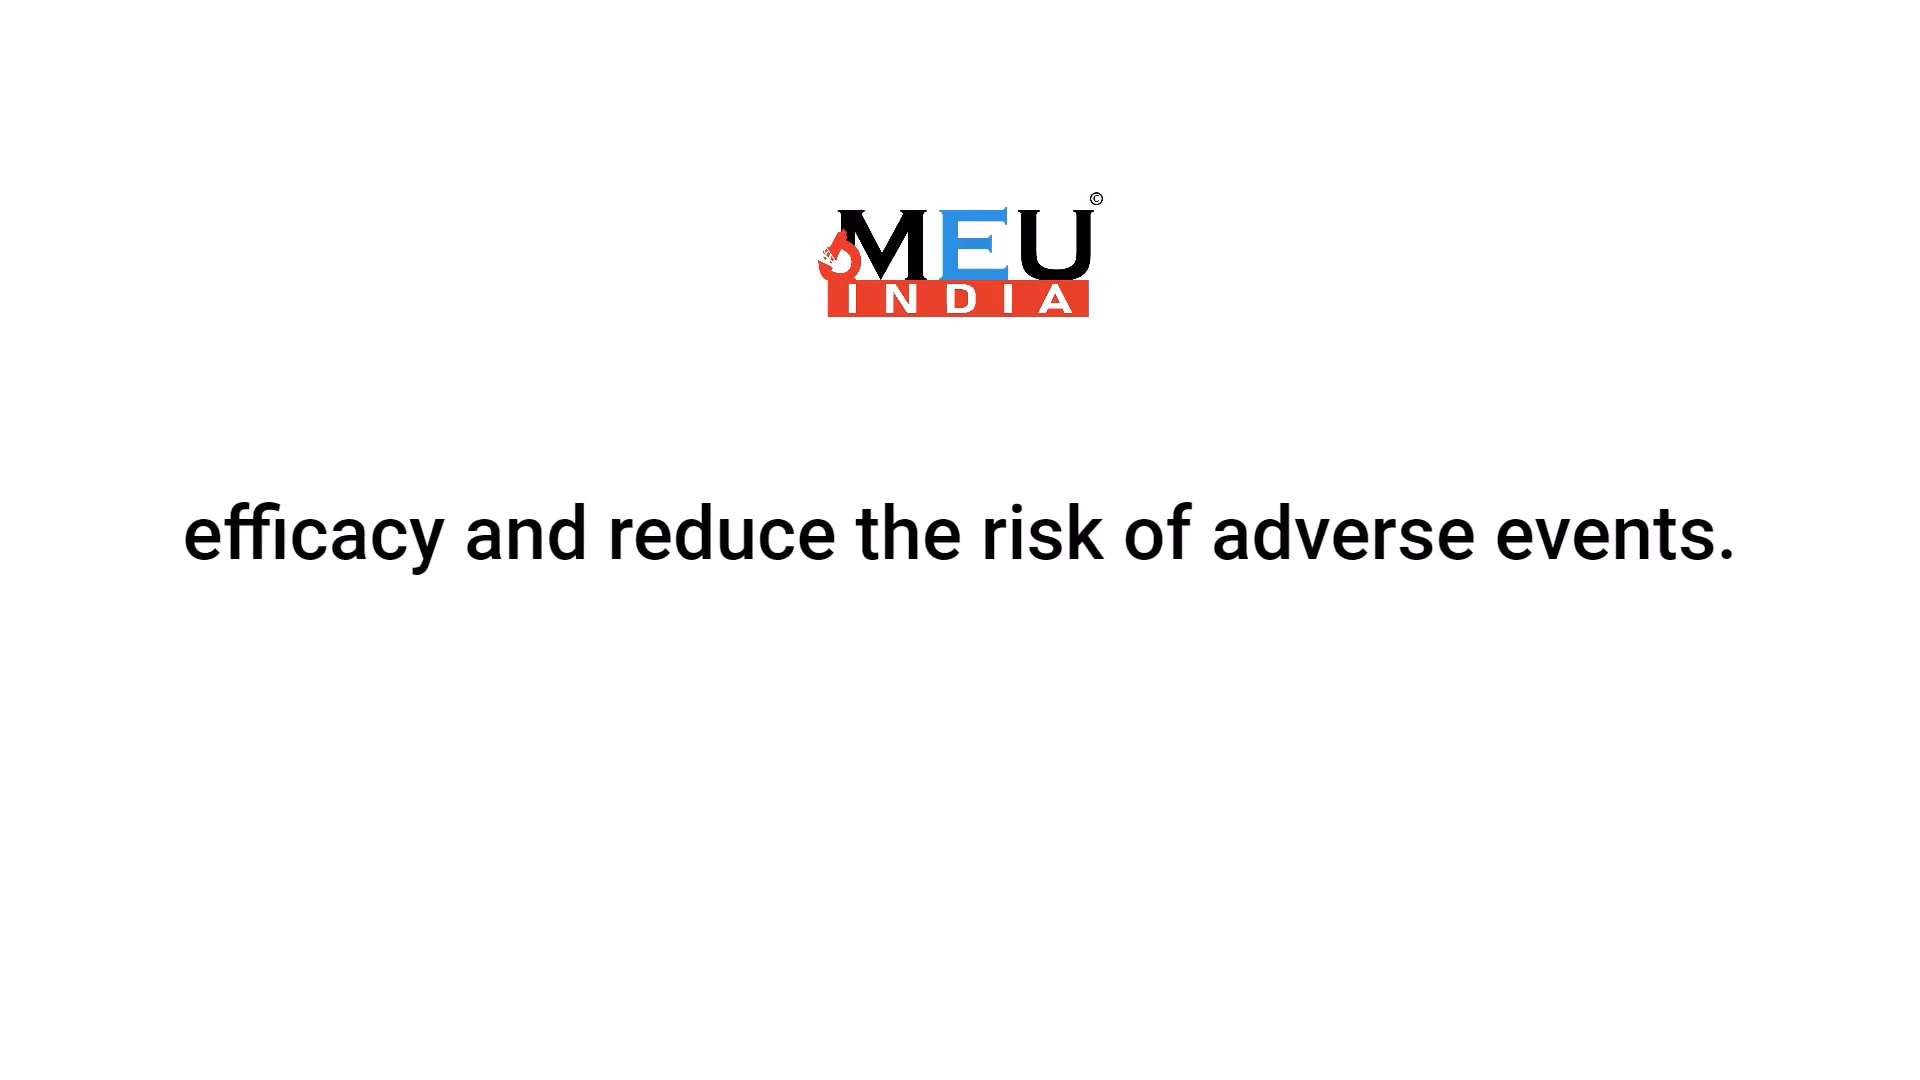 MEU©
INDIA
efficacy and reduce the risk of adverse events.